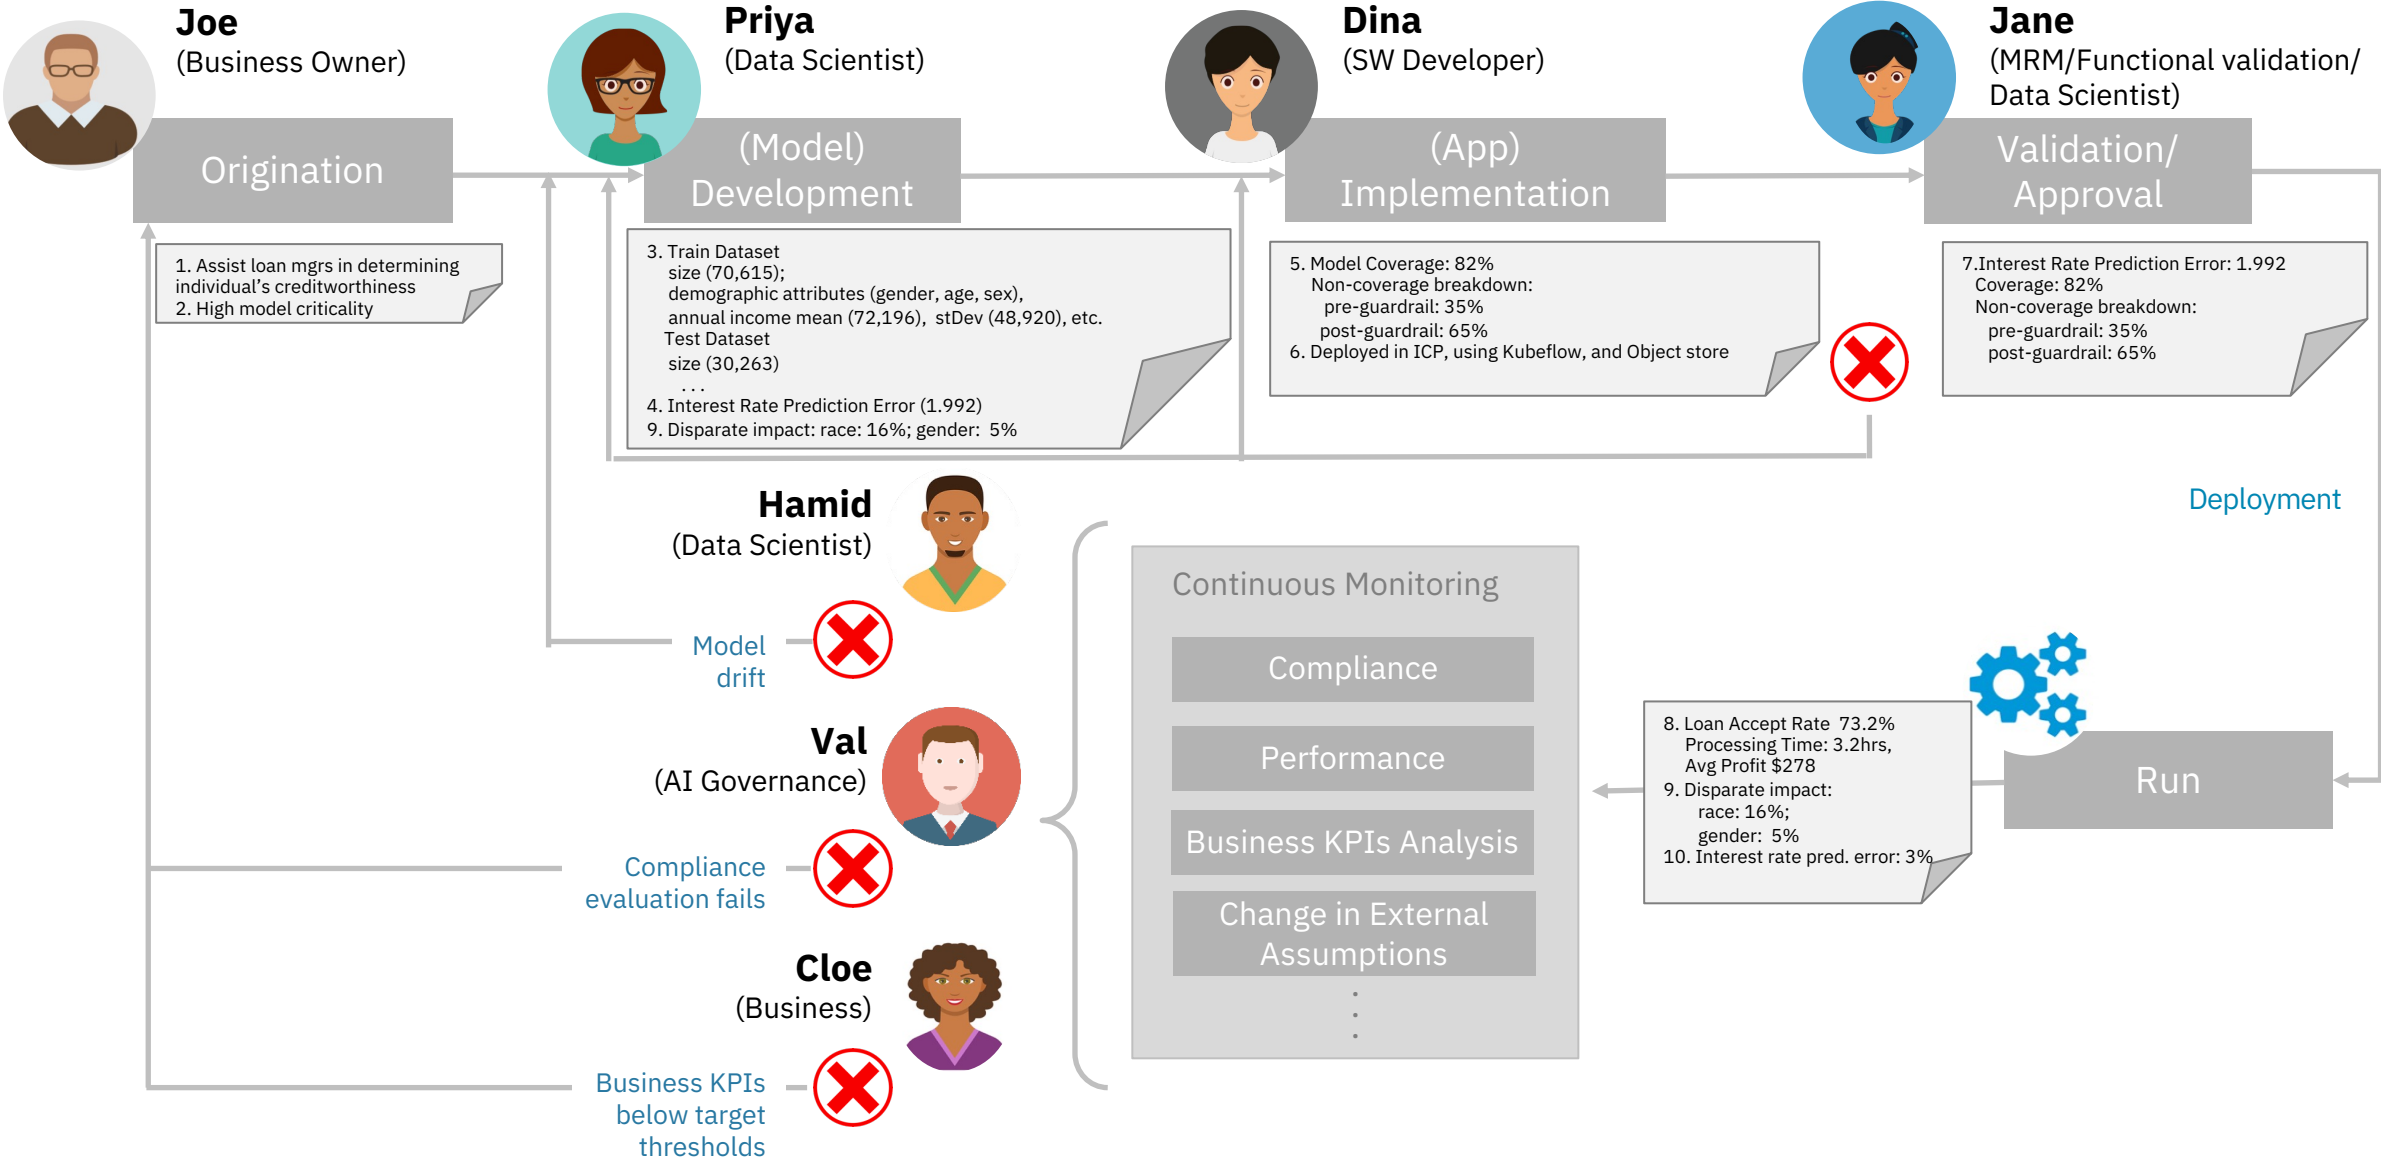 Joe
(Business Owner)
Priya
(Data Scientist)
Dina
(SW Developer)
Jane
(MRM/Functional validation/
Data Scientist)
Origination
(Model)
Development
(App)
Implementation
Validation/
Approval
1. Assist loan mgrs in determining
individual's creditworthiness
2. High model criticality
3. Train Dataset
size (70,615);
demographic attributes (gender, age, sex),
annual income mean (72,196), stDev (48,920), etc.
Test Dataset
size (30,263)
...
4. Interest Rate Prediction Error (1.992)
9. Disparate impact: race: 16%; gender: 5%
5. Model Coverage: 82%
Non-coverage breakdown:
pre-guardrail: 35%
post-guardrail: 65%
6. Deployed in ICP, using Kubeflow, and Object store
7.Interest Rate Prediction Error: 1.992
Coverage: 82%
Non-coverage breakdown:
pre-guardrail: 35%
post-guardrail: 65%
Deployment
Hamid
(Data Scientist)
Model
drift
Val
(AI Governance)
Compliance
evaluation fails
Cloe
(Business)
Business KPIs
below target
thresholds
Continuous Monitoring
Compliance
Performance
Business KPIs Analysis
Change in External
Assumptions
8. Loan Accept Rate 73.2%
Processing Time: 3.2hrs,
Avg Profit $278
9. Disparate impact:
race: 16%;
gender: 5%
10. Interest rate pred. error: 3%
Run